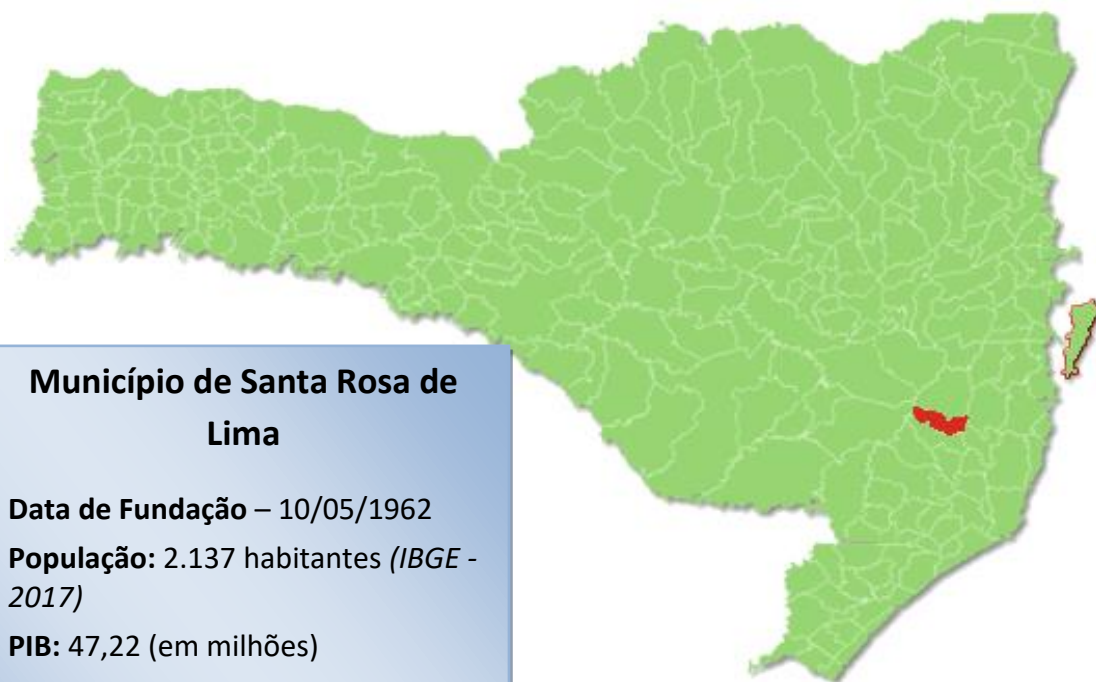 Município de Santa Rosa de
Lima
Data de Fundação – 10/05/1962
População: 2.137 habitantes (IBGE -
2017)
PIB: 47,22 (em milhões)